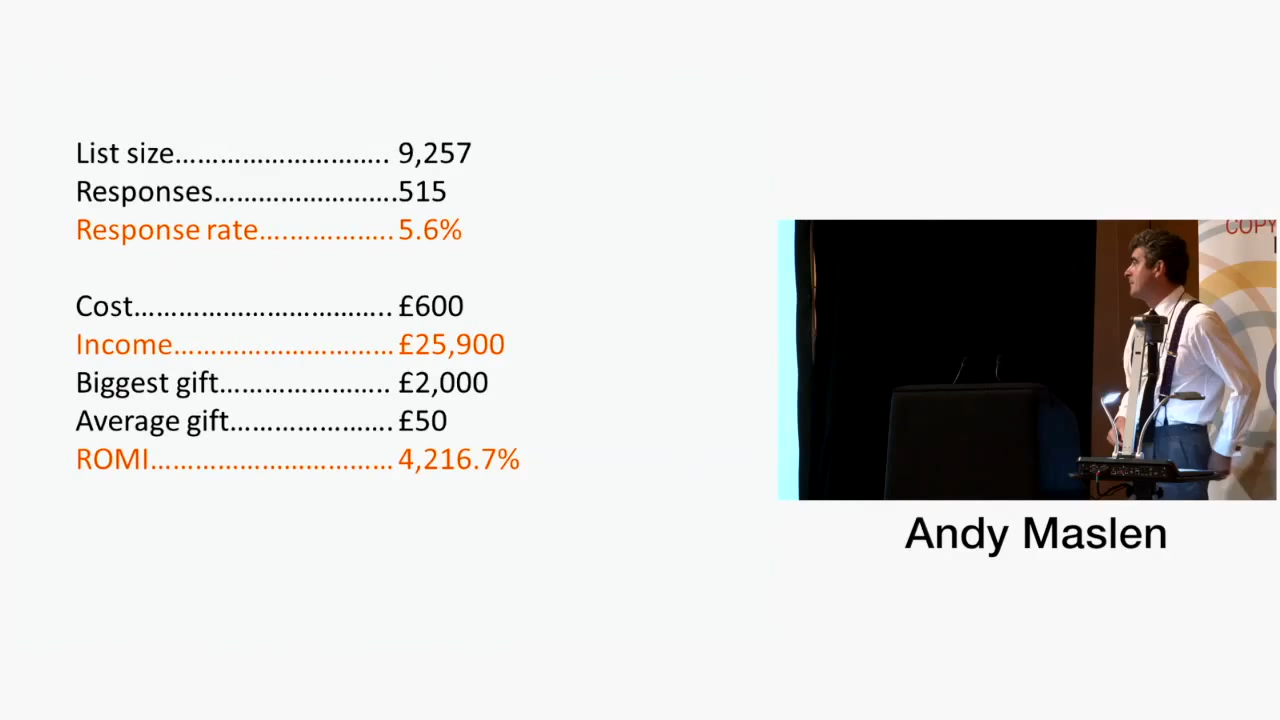 List size............................ 9,257
Responses.........................515
Response rate.................. 5.6%
Cost.................................. £600
Income............................. £25,900
Biggest gift....................... £2,000
Average gift...................... £50
ROMI................................ 4,216.7%
COPY
Andy Maslen